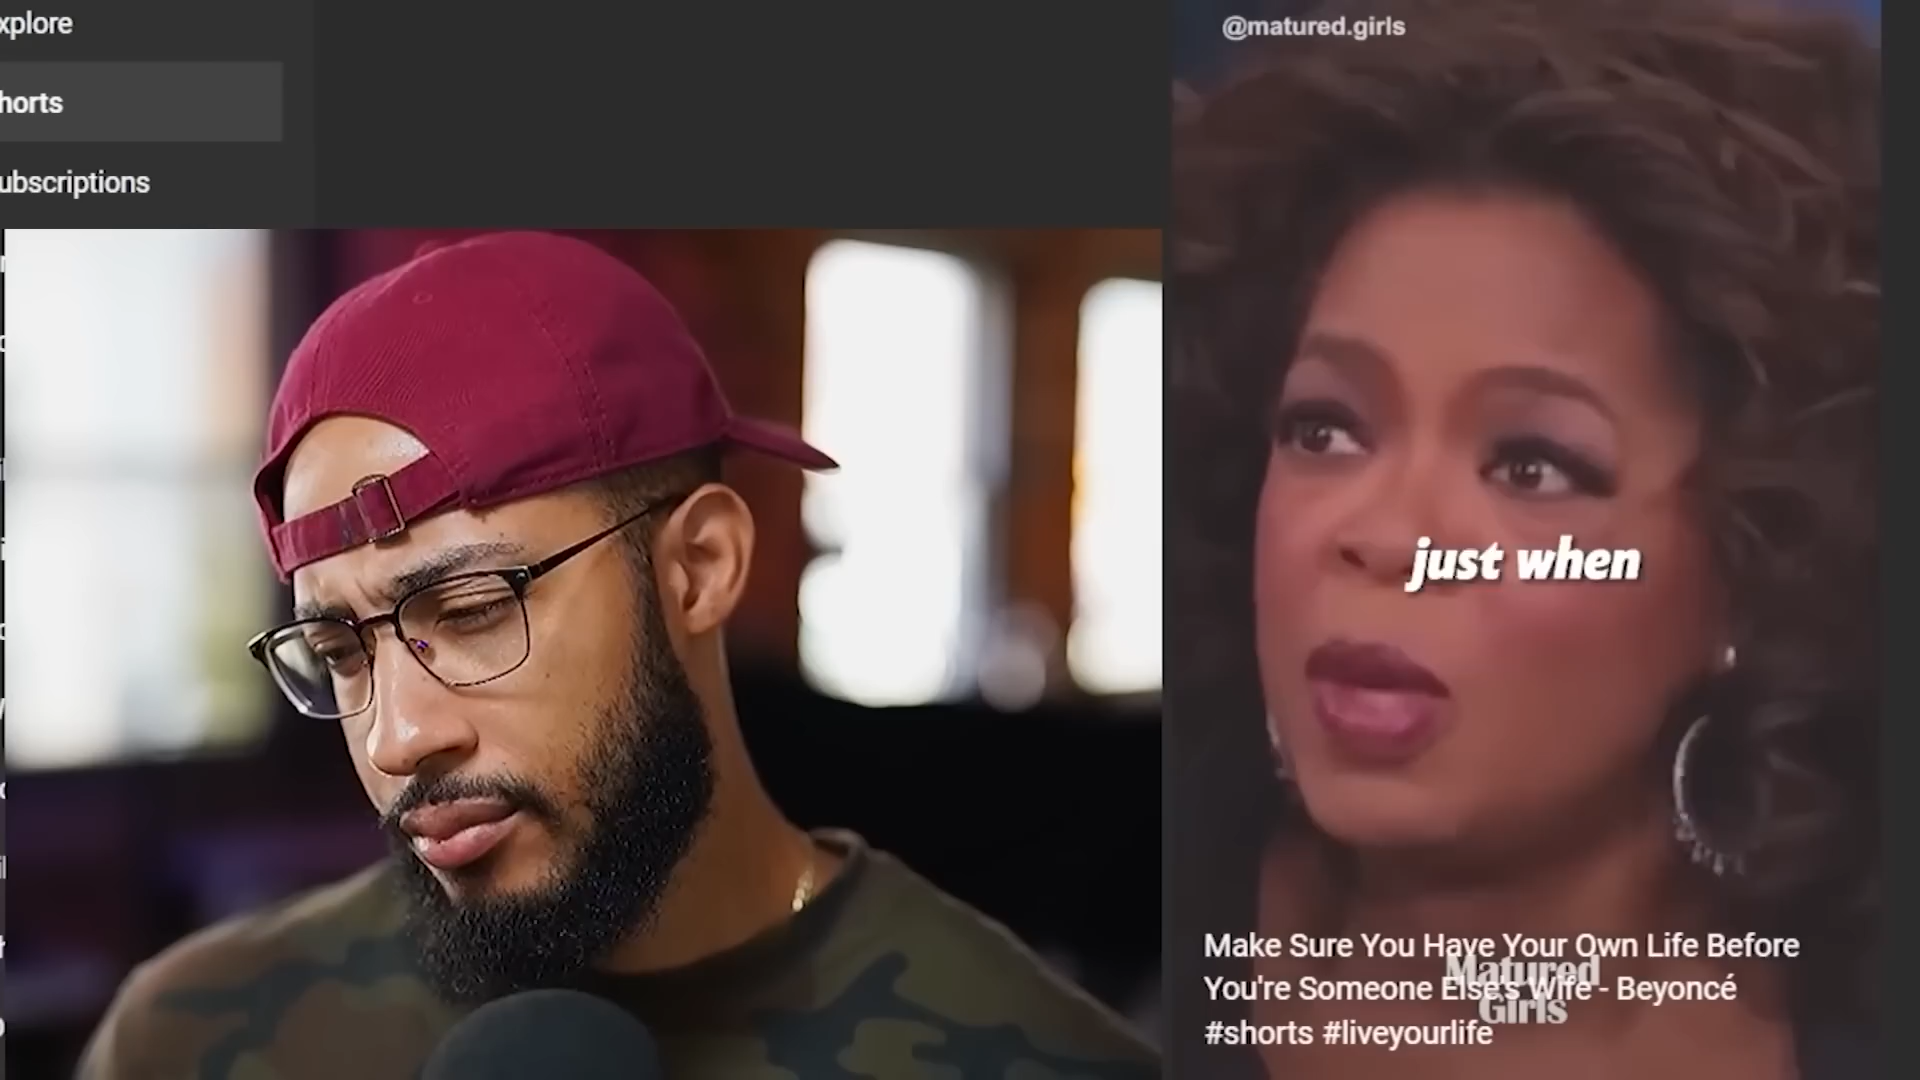 xplore
horts
ubscriptions
@matured.girls
just when
Make Sure You Have Your Own Life Before
You're Someone Else's Wife - Beyoncé
#shorts #liveyourlife
Matured
Girls